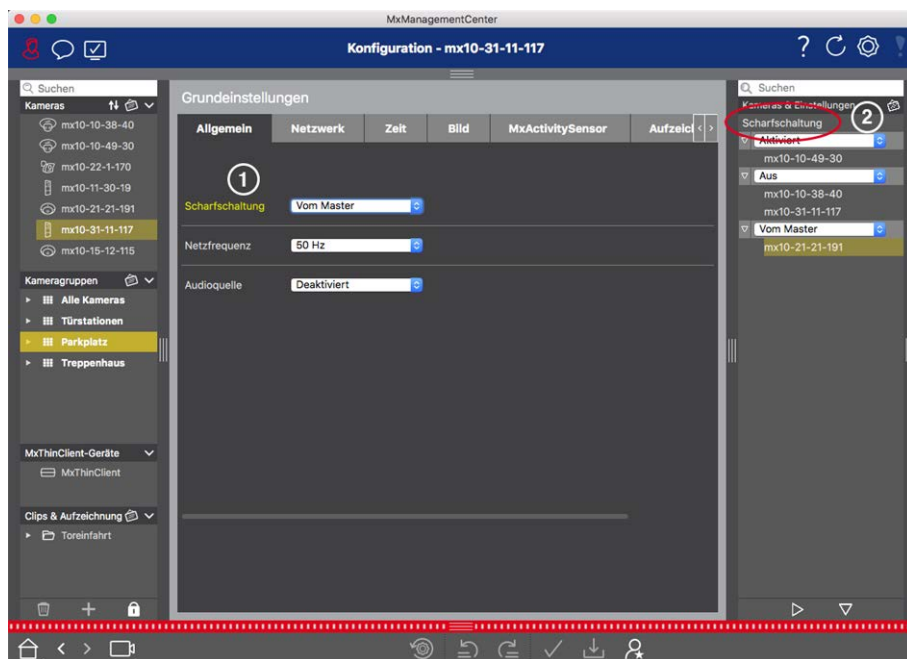 MxManagementCenter
Konfiguration - mx10-31-11-117
?
Suchen
Kameras
mx10-10-38-40
mx10-10-49-30
mx10-22-1-170
mx10-11-30-19
mx10-21-21-191
mx10-31-11-117
mx10-15-12-115
Kameragruppen
Alle Kameras
Türstationen
Parkplatz
Treppenhaus
MxThinClient-Geräte
MxThinClient
Clips & Aufzeichnung
Toreinfahrt
Grundeinstellungen
Allgemein Netzwerk Zeit Bild MxActivitySensor Aufzeicl
1
Scharfschaltung Vom Master
Netzfrequenz 50 Hz
Audioquelle Deaktiviert
Suchen
Kameras & Einstellungen
Scharfschaltung
2
Aktiviert
mx10-10-49-30
Aus
mx10-10-38-40
mx10-31-11-117
Vom Master
mx10-21-21-191